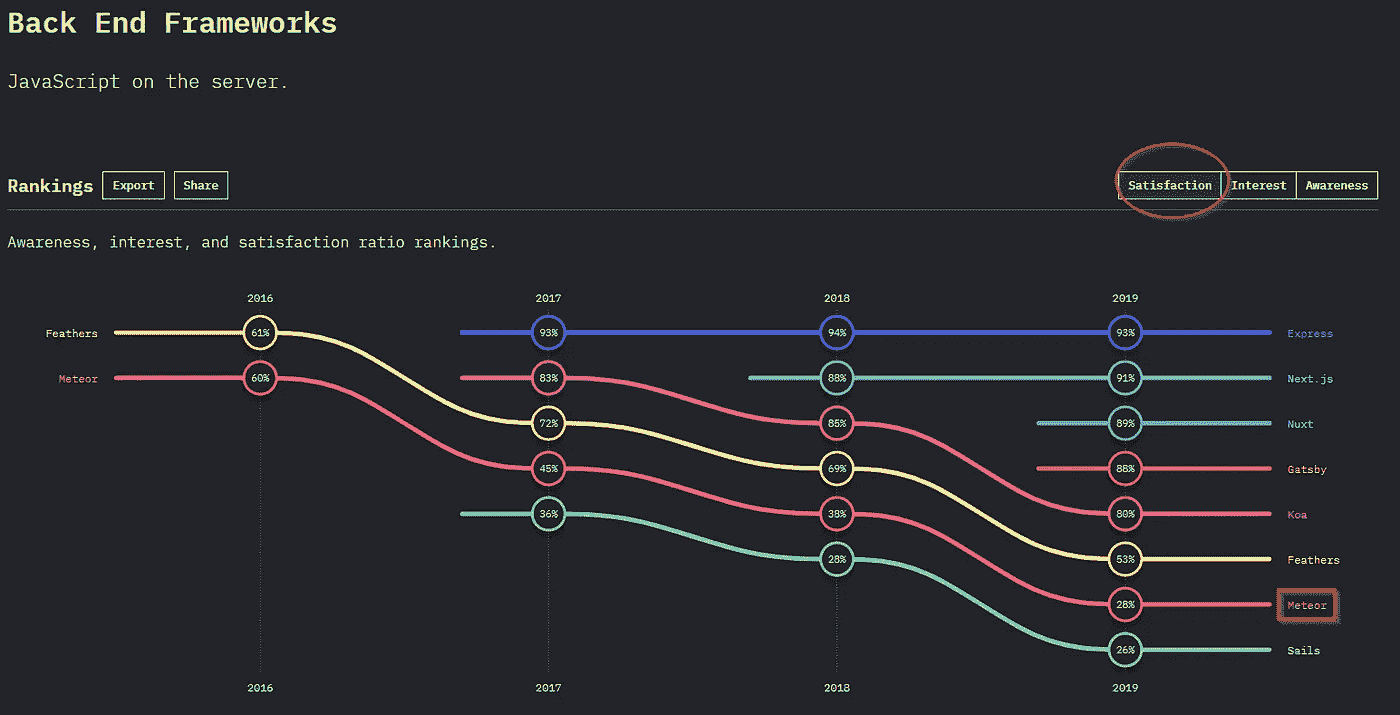 Back End Frameworks
JavaScript on the server.
Rankings Export Share Satisfaction Interest Awareness
Awareness, interest, and satisfaction ratio rankings.
2016 2017 2018 2019
Feathers 61% 93% 94% 93% Express
Meteor 60% 83% 88% 91% Next.js
72% 86% 89% Nuxt
45% 69% 88% Gatsby
36% 38% 80% Koa
28% 53% Feathers
28% Meteor
26% Sails
2016 2017 2018 2019